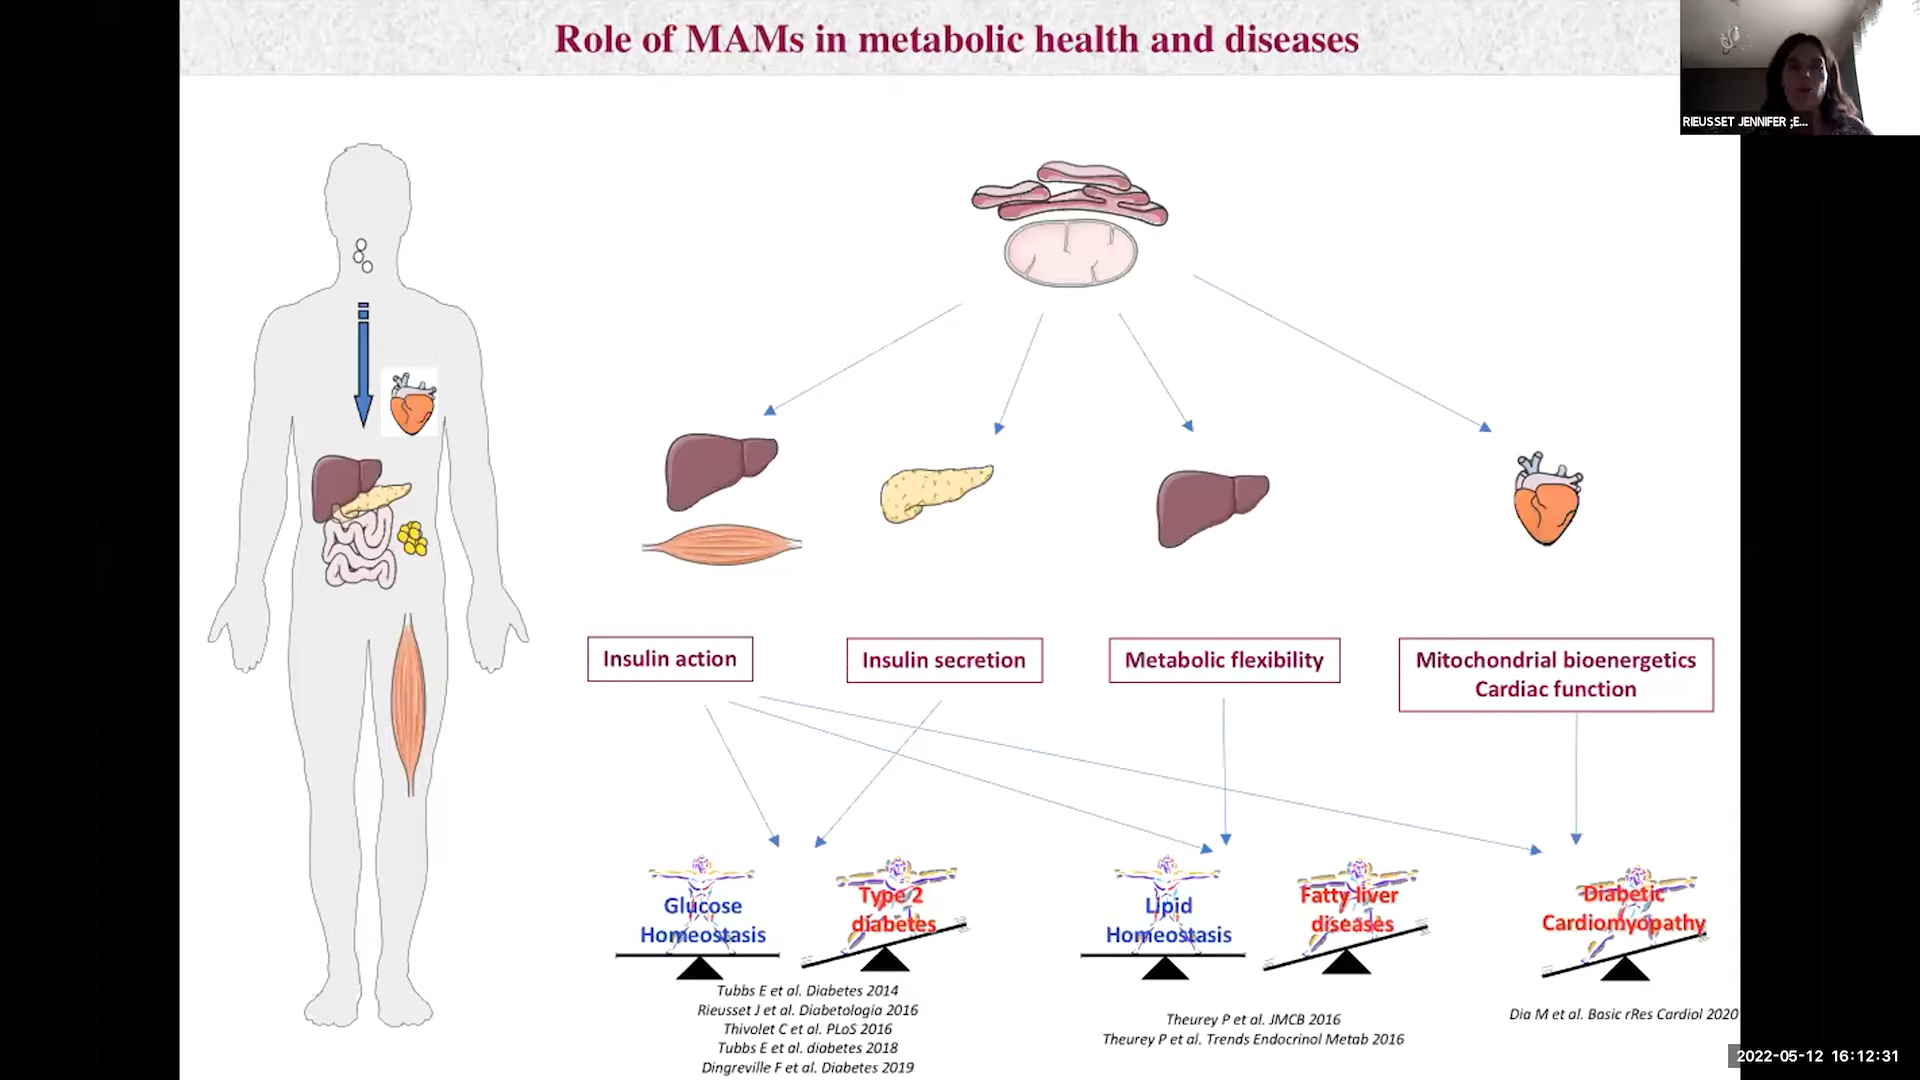 Role of MAMs in metabolic health and diseases
RIEUSSET JENNIFER ;E...
Insulin action
Insulin secretion
Metabolic flexibility
Mitochondrial bioenergetics
Cardiac function
Glucose
Homeostasis
Type 2
diabetes
Lipid
Homeostasis
Fatty liver
diseases
Diabetic
Cardiomyopathy
Tubbs E et al. Diabetes 2014
Rieusset J et al. Diabetologia 2016
Thivolet C et al. PLoS 2016
Tubbs E et al. diabetes 2018
Dingreville F et al. Diabetes 2019
Theurey P et al. JMCB 2016
Theurey P et al. Trends Endocrinol Metab 2016
Dia M et al. Basic rRes Cardiol 2020
2022-05-12 16:12:31